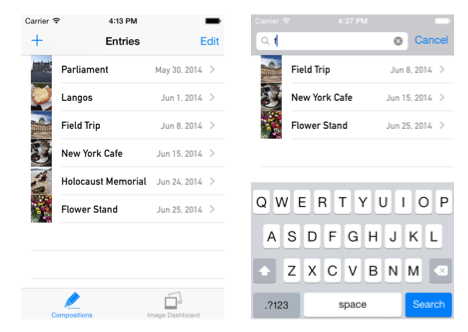 Carrier 4:13 PM
+ Entries Edit
Parliament May 30, 2014 >
Langos Jun 1, 2014 >
Field Trip Jun 8, 2014 >
New York Cafe Jun 15, 2014 >
Holocaust Memorial Jun 24, 2014 >
Flower Stand Jun 25, 2014 >
Compositions Image Dashboard
Carrier 4:37 PM
f Cancel
Field Trip Jun 8, 2014 >
New York Cafe Jun 15, 2014 >
Flower Stand Jun 25, 2014 >
Q W E R T Y U I O P
A S D F G H J K L
Z X C V B N M
.?123 space Search